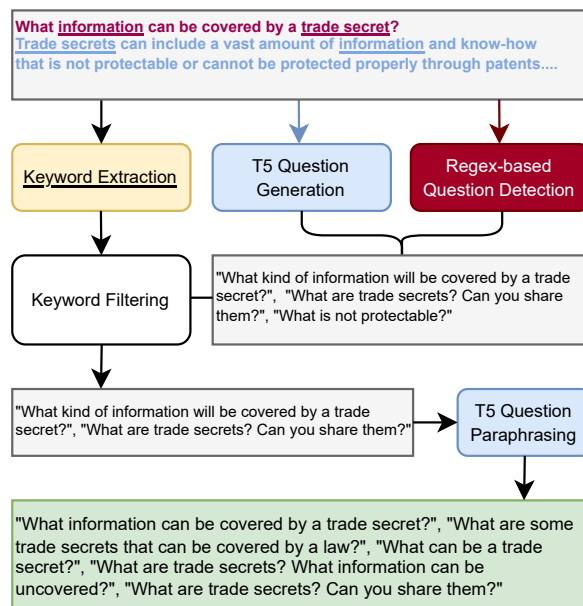 What information can be covered by a trade secret?
Trade secrets can include a vast amount of information and know-how
that is not protectable or cannot be protected properly through patents....
Keyword Extraction
T5 Question
Generation
Regex-based
Question Detection
Keyword Filtering
"What kind of information will be covered by a trade
secret?", "What are trade secrets? Can you share
them?", "What is not protectable?"
"What kind of information will be covered by a trade
secret?", "What are trade secrets? Can you share them?"
T5 Question
Paraphrasing
"What information can be covered by a trade secret?", "What are some
trade secrets that can be covered by a law?", "What can be a trade
secret?", "What are trade secrets? What information can be
uncovered?", "What are trade secrets? Can you share them?"